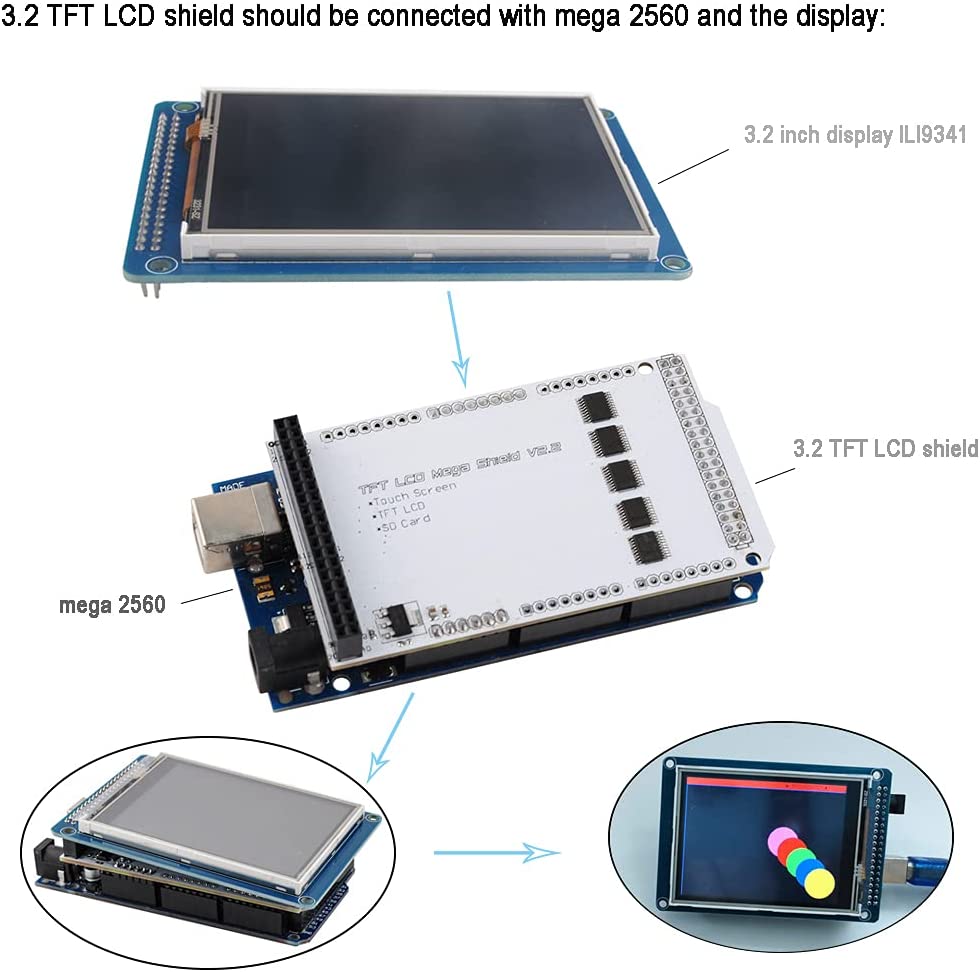 3.2 TFT LCD shield should be connected with mega 2560 and the display:
3.2 inch display ILI9341
3.2 TFT LCD shield
TFT LCD Mega Shield v2.2
Touch Screen
TFT LCD
SD Card
MADE
mega 2560